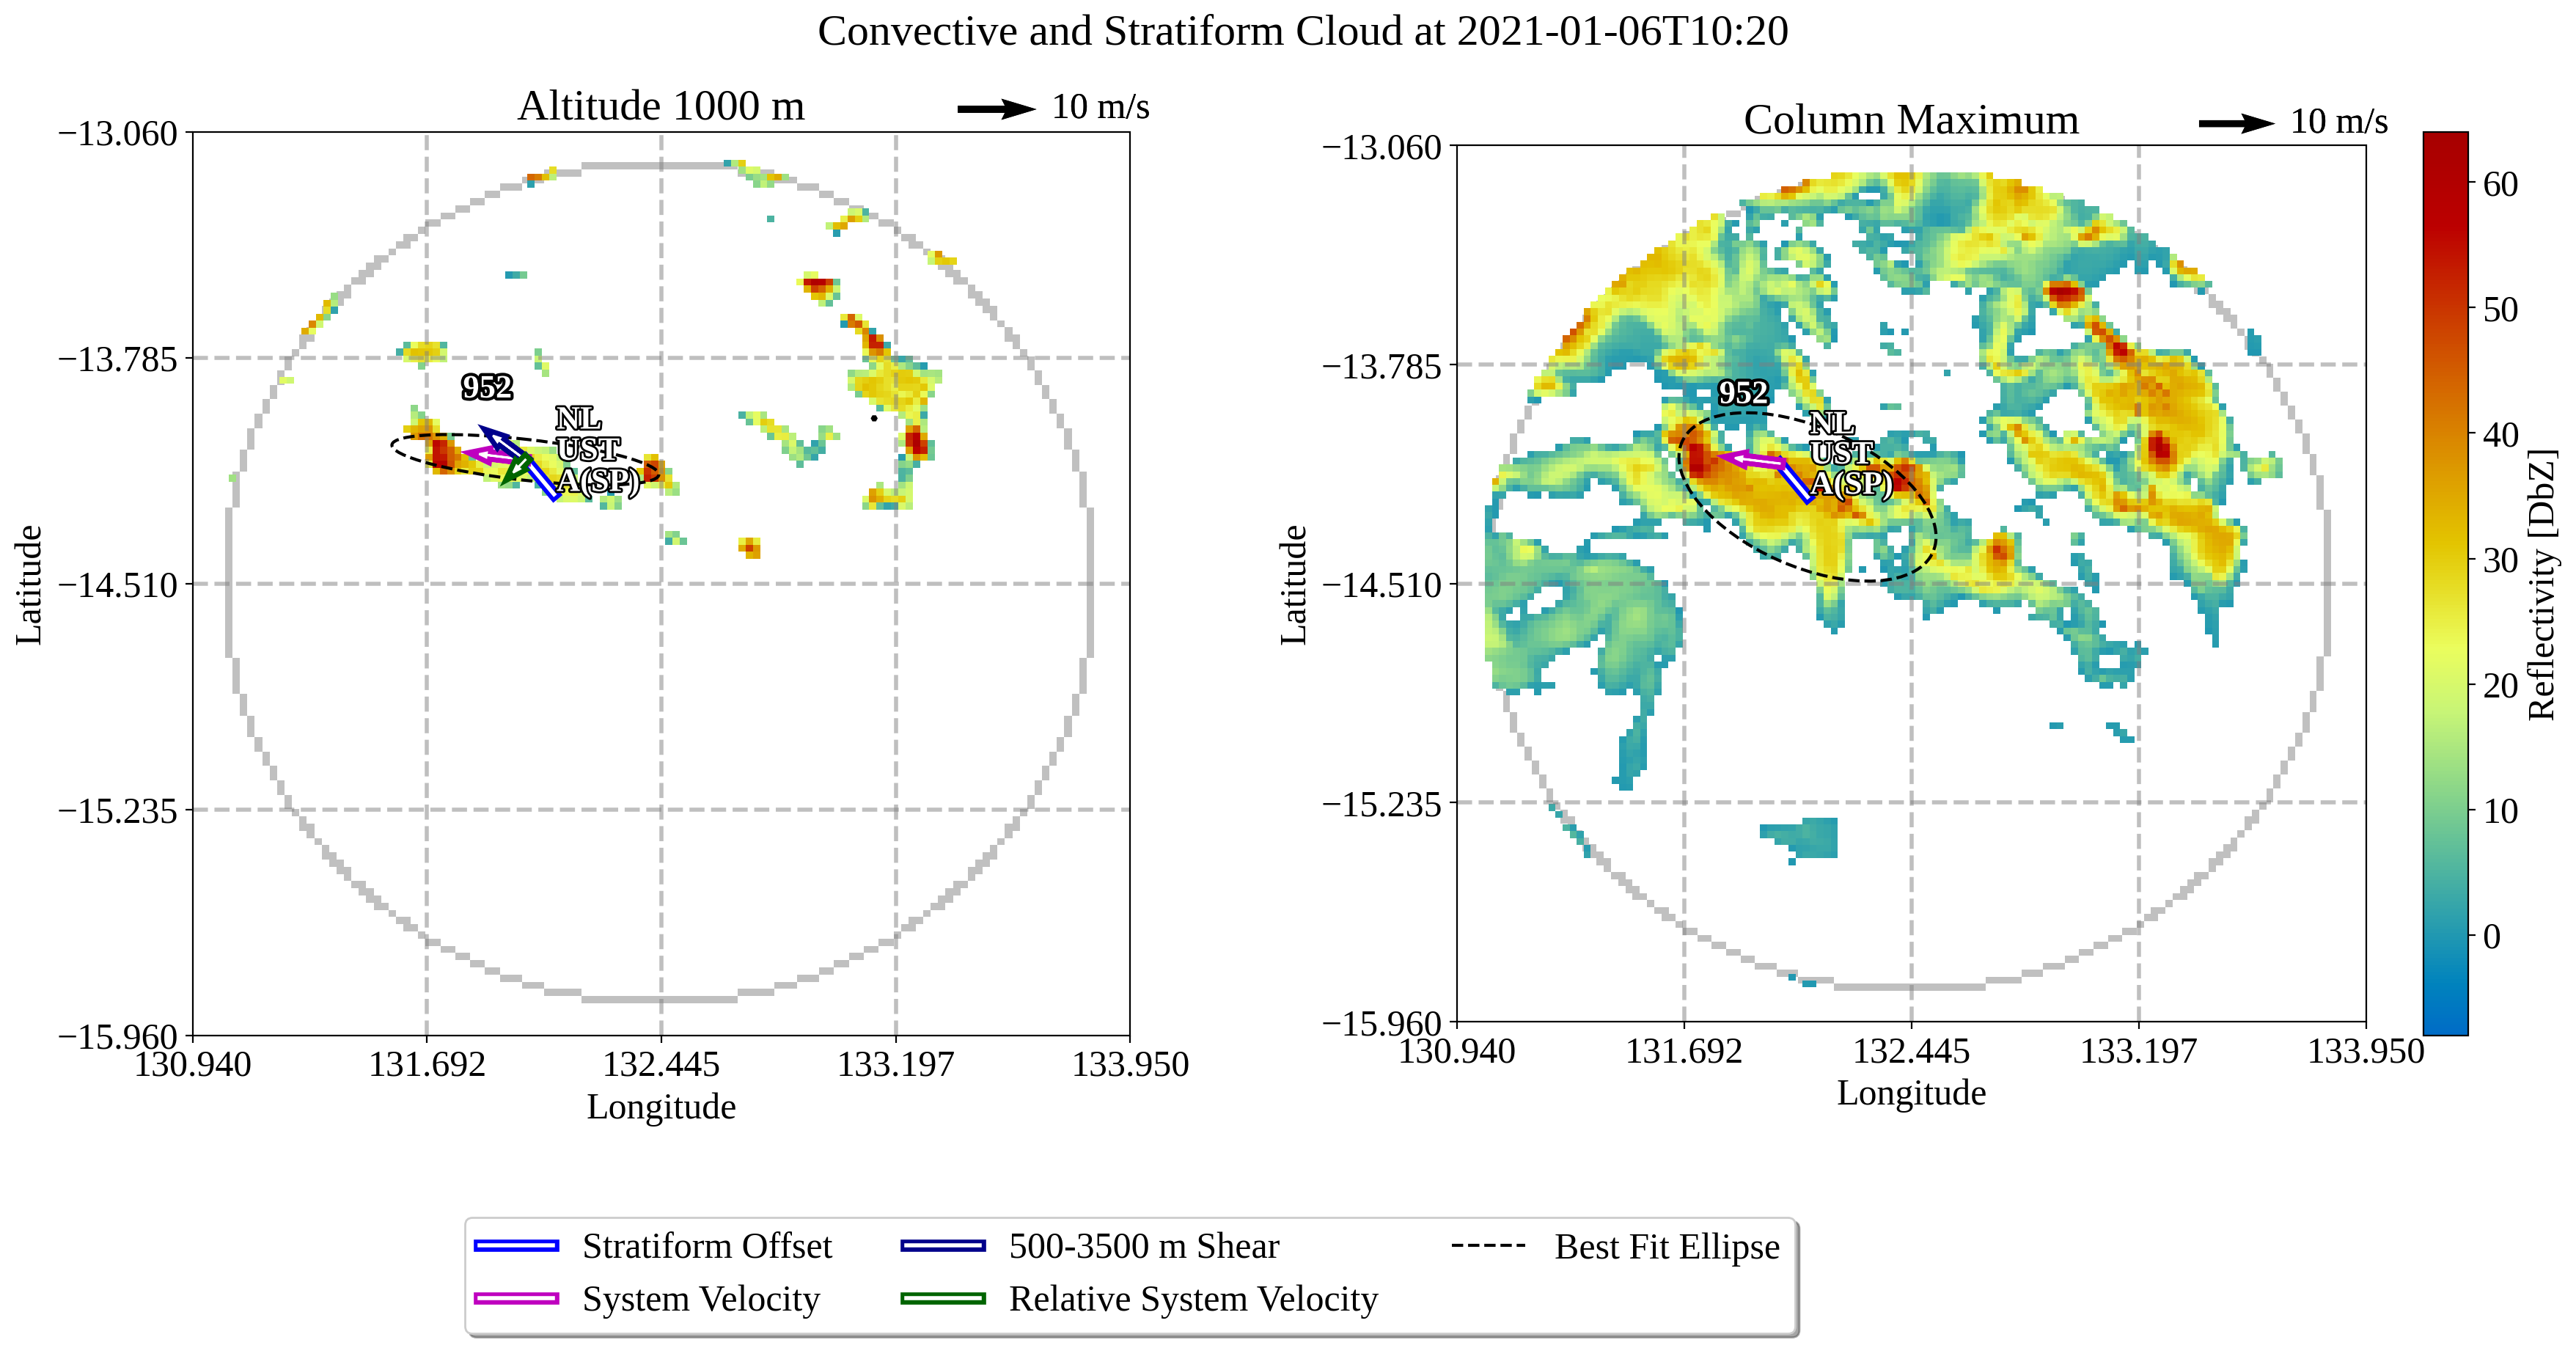 Convective and Stratiform Cloud at 2021-01-06T10:20
Altitude 1000 m
10 m/s
−13.060
−13.785
−14.510
−15.235
−15.960
Latitude
952
NL
UST
A(SP)
130.940
131.692
132.445
133.197
133.950
Longitude
Column Maximum
10 m/s
−13.060
−13.785
−14.510
−15.235
−15.960
Latitude
952
NL
UST
A(SP)
130.940
131.692
132.445
133.197
133.950
Longitude
60
50
40
30
20
10
0
Reflectivity [DbZ]
Stratiform Offset
System Velocity
500-3500 m Shear
Relative System Velocity
Best Fit Ellipse